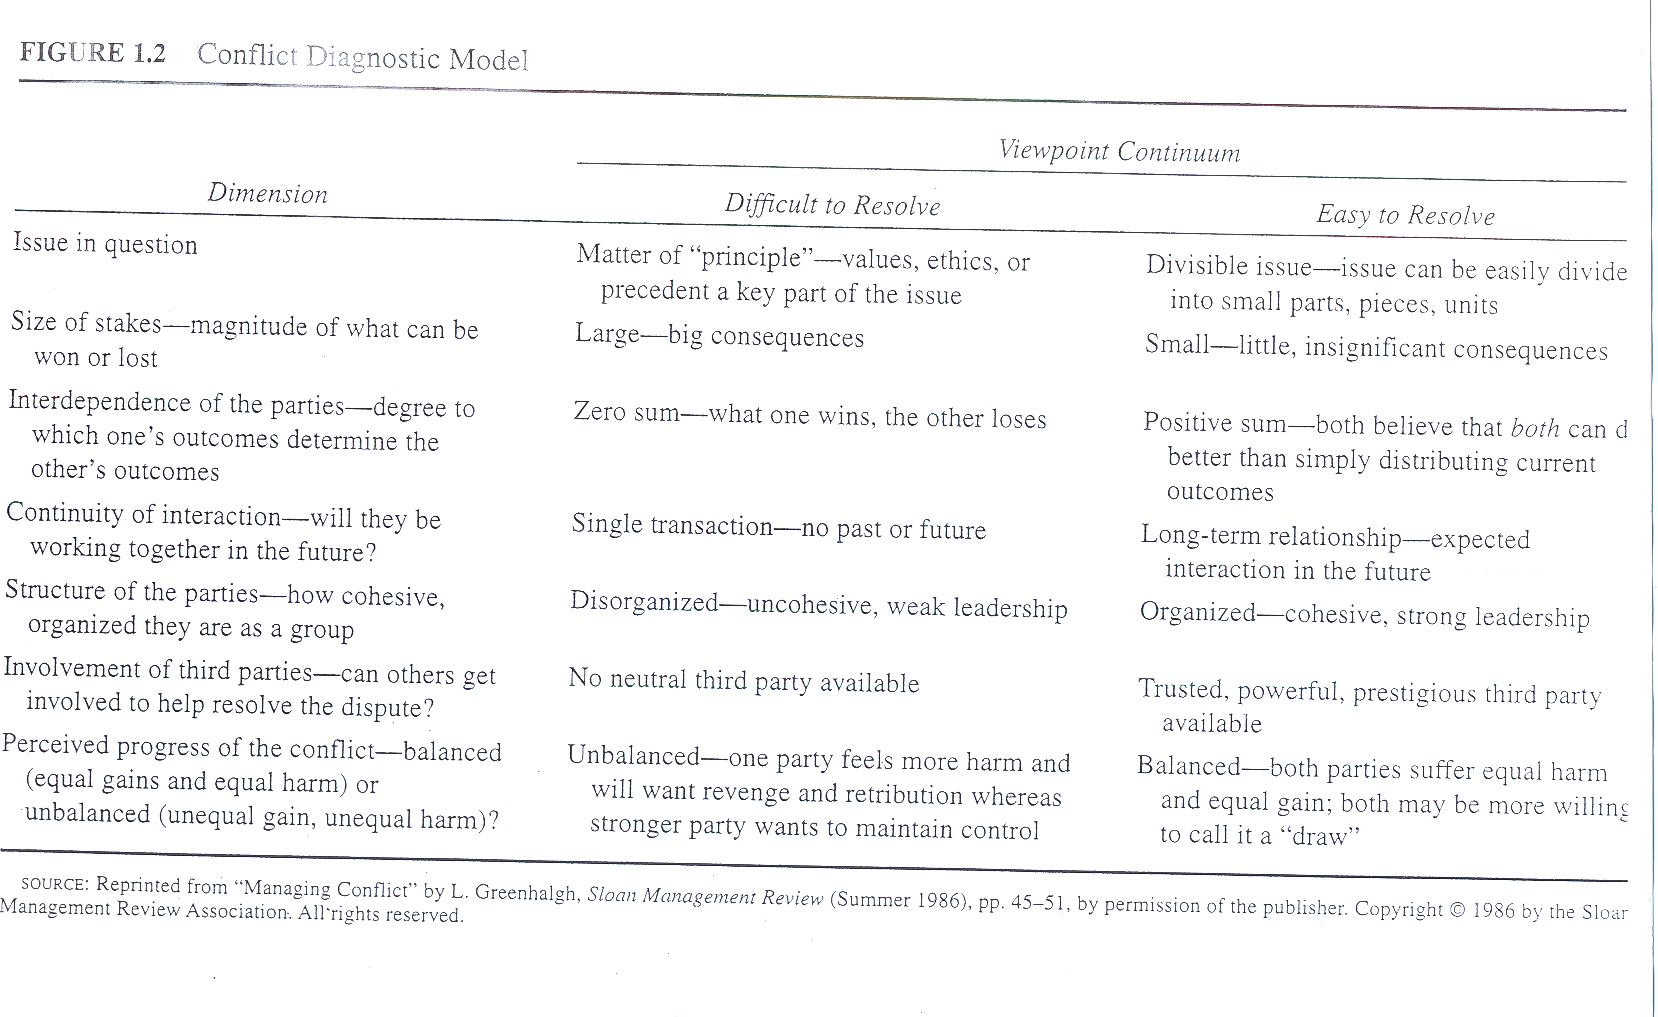 FIGURE 1.2 Conflict Diagnostic Model
Viewpoint Continuum
Dimension
Difficult to Resolve
Easy to Resolve
Issue in question
Matter of “principle”—values, ethics, or
precedent a key part of the issue
Divisible issue—issue can be easily divide
into small parts, pieces, units
Size of stakes—magnitude of what can be
won or lost
Large—big consequences
Small—little, insignificant consequences
Interdependence of the parties—degree to
which one’s outcomes determine the
other’s outcomes
Zero sum—what one wins, the other loses
Positive sum—both believe that both can d
better than simply distributing current
outcomes
Continuity of interaction—will they be
working together in the future?
Single transaction—no past or future
Long-term relationship—expected
interaction in the future
Structure of the parties—how cohesive,
organized they are as a group
Disorganized—uncohesive, weak leadership
Organized—cohesive, strong leadership
Involvement of third parties—can others get
involved to help resolve the dispute?
No neutral third party available
Trusted, powerful, prestigious third party
available
Perceived progress of the conflict—balanced
(equal gains and equal harm) or
unbalanced (unequal gain, unequal harm)?
Unbalanced—one party feels more harm and
will want revenge and retribution whereas
stronger party wants to maintain control
Balanced—both parties suffer equal harm
and equal gain; both may be more willing
to call it a “draw”
SOURCE: Reprinted from “Managing Conflict” by L. Greenhalgh, Sloan Management Review (Summer 1986), pp. 45–51, by permission of the publisher. Copyright © 1986 by the Sloan
Management Review Association. All rights reserved.